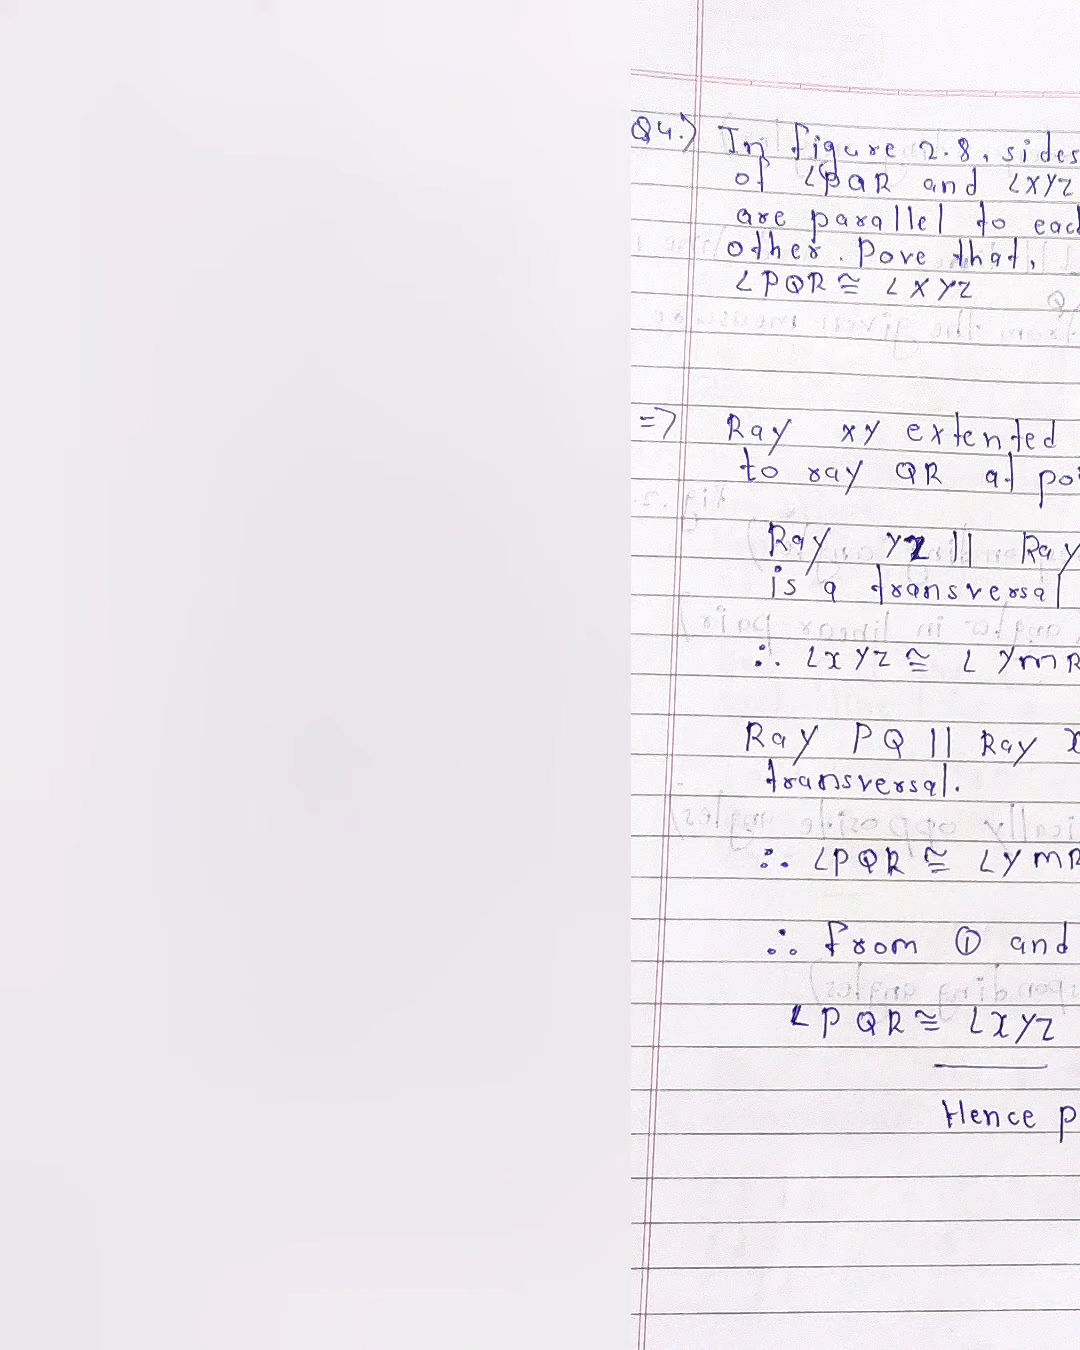 Q4.) In figure 2.8, sides
of ∠PQR and ∠XYZ
are parallel to each
other. Pove that,
∠PQR ≅ ∠XYZ
=> Ray XY extented
to ray QR at
Ray YZ || Ray
is a transversal
∴ ∠XYZ ≅ ∠YMR
Ray PQ || Ray
transversal.
∴ ∠PQR ≅ ∠YMR
∴ from ① and
∠PQR ≅ ∠XYZ
Hence